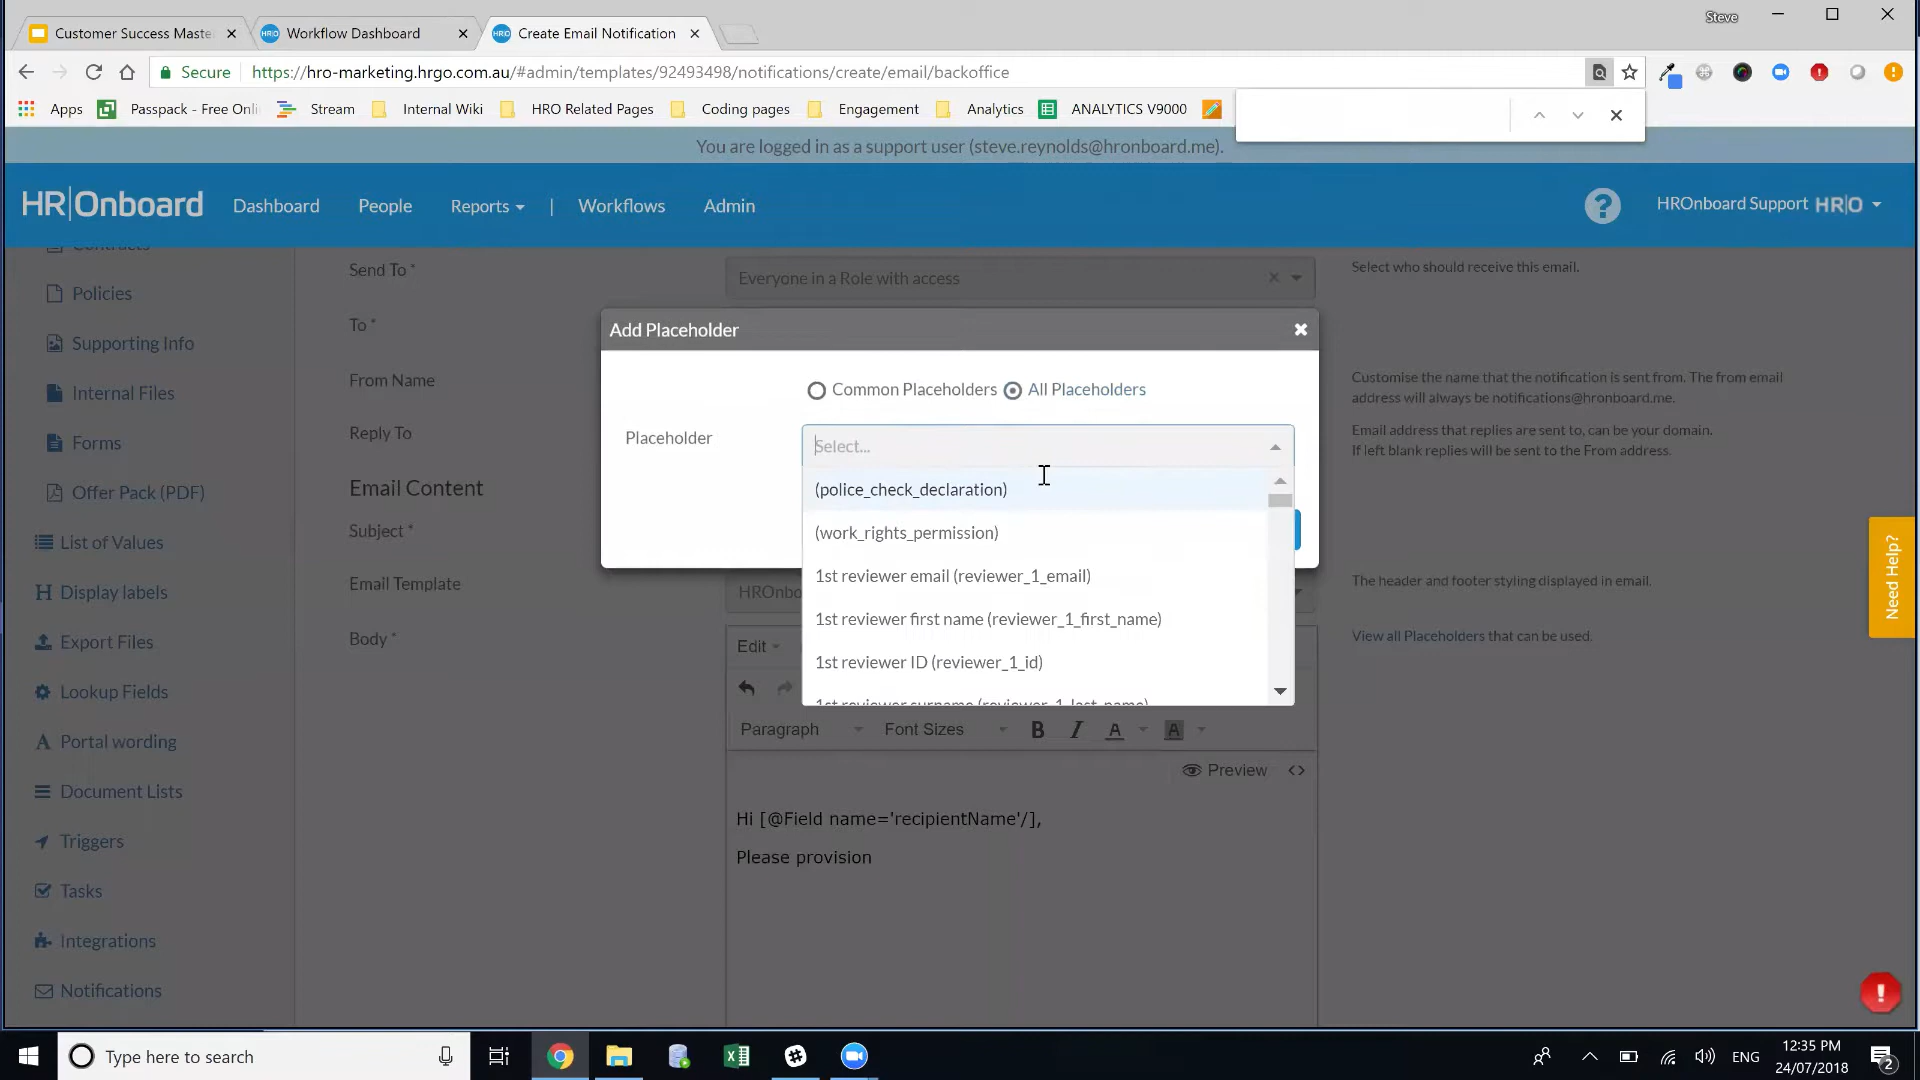 Steve
Customer Success Maste
Workflow Dashboard
Create Email Notification
Secure https://hro-marketing.hrgo.com.au/#admin/templates/92493498/notifications/create/email/backoffice
Apps Passpack - Free Onli Stream Internal Wiki HRO Related Pages Coding pages Engagement Analytics ANALYTICS V9000
You are logged in as a support user (steve.reynolds@hronboard.me).
HR|Onboard Dashboard People Reports | Workflows Admin ? HROnboard Support HR|O
Contracts
Policies
Supporting Info
Internal Files
Forms
Offer Pack (PDF)
List of Values
Display labels
Export Files
Lookup Fields
Portal wording
Document Lists
Triggers
Tasks
Integrations
Notifications
Send To *
Everyone in a Role with access
Select who should receive this email.
To *
From Name
Customise the name that the notification is sent from. The from email
address will always be notifications@hronboard.me.
Reply To
Email address that replies are sent to, can be your domain.
If left blank replies will be sent to the From address.
Email Content
Subject *
Email Template
HROnbo
The header and footer styling displayed in email.
Body *
View all Placeholders that can be used.
Add Placeholder
Common Placeholders All Placeholders
Placeholder
Select...
(police_check_declaration)
(work_rights_permission)
1st reviewer email (reviewer_1_email)
1st reviewer first name (reviewer_1_first_name)
1st reviewer ID (reviewer_1_id)
1st reviewer surname (reviewer_1_last_name)
Edit
Paragraph Font Sizes B I A A
Preview
Hi [@Field name='recipientName'/],
Please provision
Need Help?
Type here to search
ENG
12:35 PM
24/07/2018
2